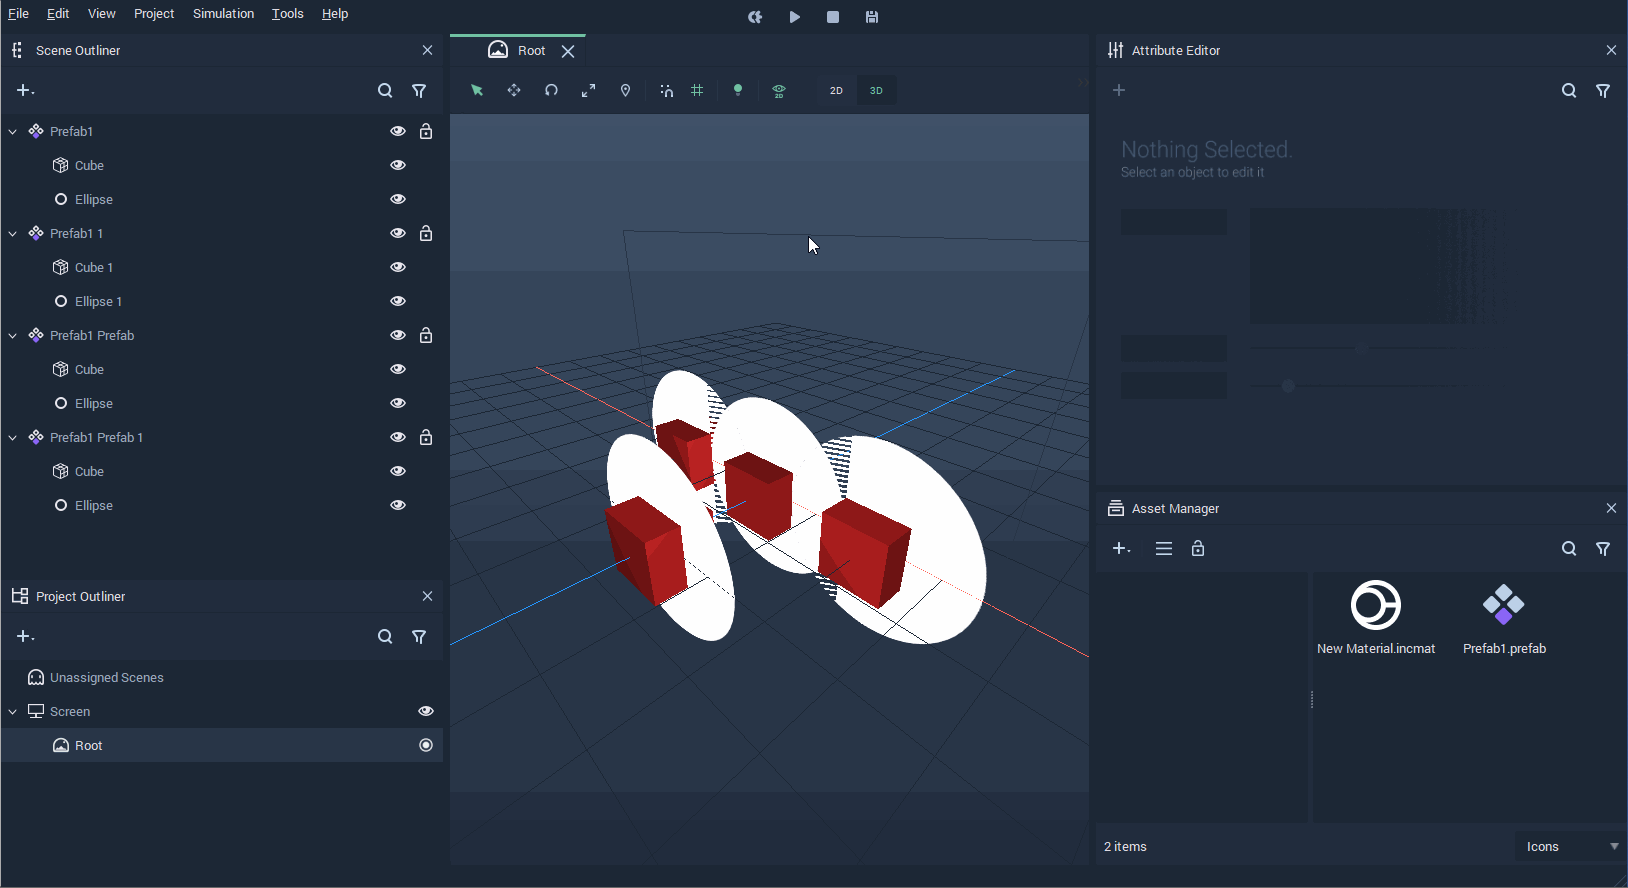 File Edit View Project Simulation Tools Help
Scene Outliner
Prefab1
Cube
Ellipse
Prefab1 1
Cube 1
Ellipse 1
Prefab1 Prefab
Cube
Ellipse
Prefab1 Prefab 1
Cube
Ellipse
Project Outliner
Unassigned Scenes
Screen
Root
Root
2D
2D 3D
Attribute Editor
Nothing Selected.
Select an object to edit it
Asset Manager
New Material.incmat Prefab1.prefab
2 items Icons